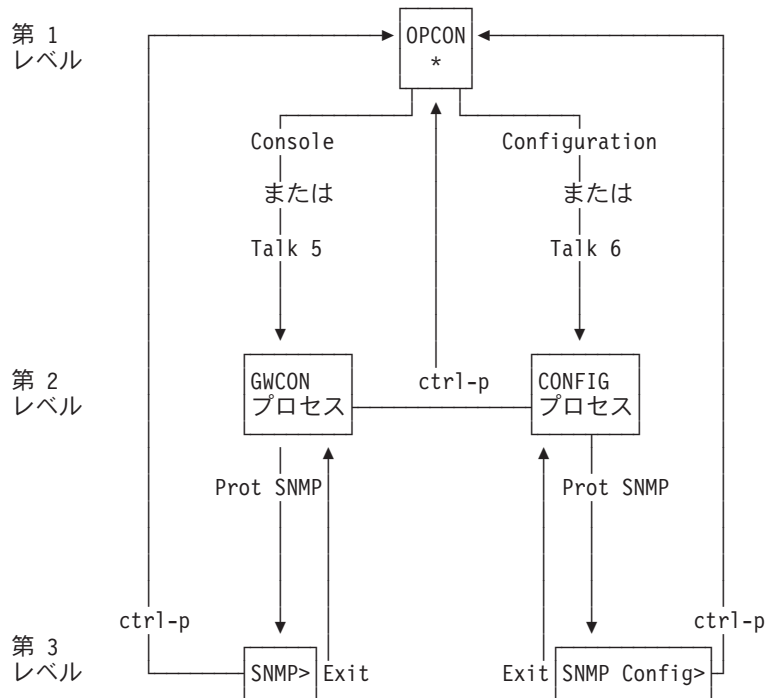 第 1
レベル
OPCON
*
Console
または
Talk 5
Configuration
または
Talk 6
第 2
レベル
GWCON
プロセス
ctrl-p
CONFIG
プロセス
Prot SNMP
Prot SNMP
ctrl-p
ctrl-p
第 3
レベル
SNMP>
Exit
Exit
SNMP Config>